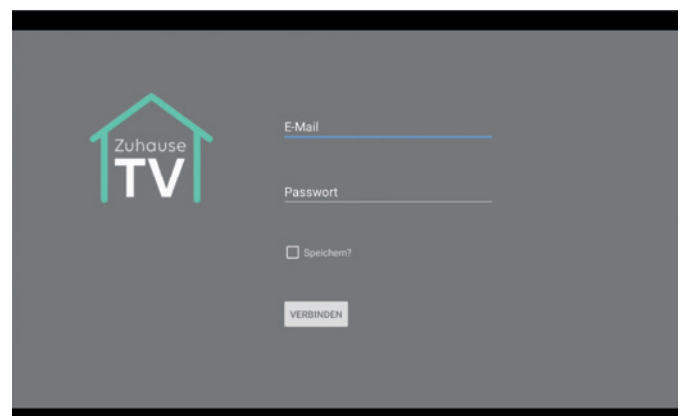 Zuhause
TV
E-Mail
Passwort
Speichern?
VERBINDEN